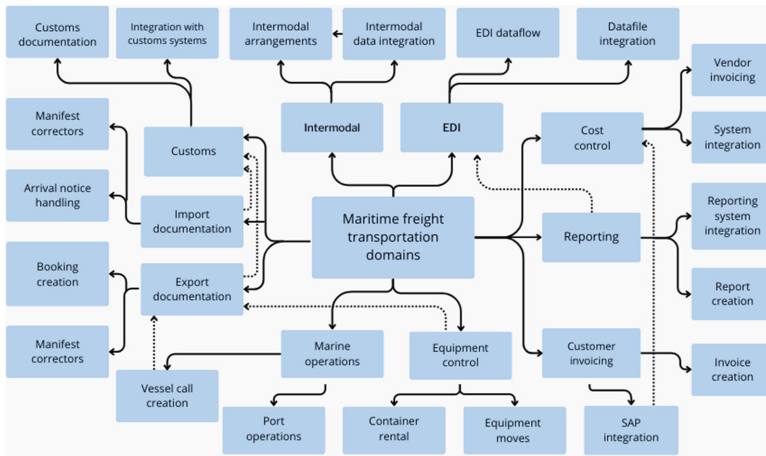 Customs
documentation
Integration with
customs systems
Intermodal
arrangements
Intermodal
data integration
EDI dataflow
Datafile
integration
Vendor
invoicing
Manifest
correctors
Customs
Intermodal
EDI
Cost
control
System
integration
Arrival notice
handling
Import
documentation
Maritime freight
transportation
domains
Reporting
Reporting
system
integration
Booking
creation
Export
documentation
Report
creation
Manifest
correctors
Marine
operations
Equipment
control
Customer
invoicing
Invoice
creation
Vessel call
creation
Port
operations
Container
rental
Equipment
moves
SAP
integration